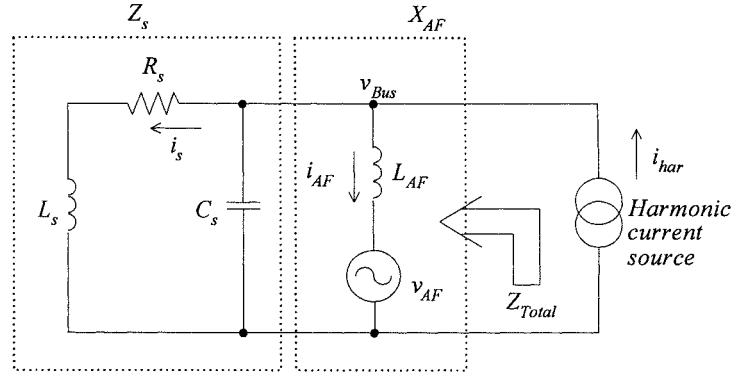 Z_s
X_AF
R_s
v_Bus
i_s
i_AF
L_AF
i_har
L_s
C_s
Harmonic
current
source
v_AF
Z_Total